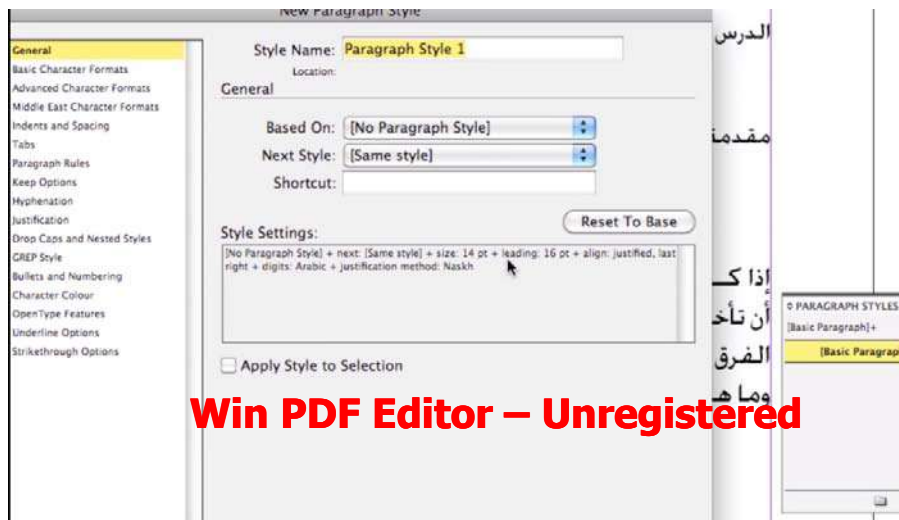 New Paragraph Style
General
Basic Character Formats
Advanced Character Formats
Middle East Character Formats
Indents and Spacing
Tabs
Paragraph Rules
Keep Options
Hyphenation
Justification
Drop Caps and Nested Styles
GREP Style
Bullets and Numbering
Character Colour
OpenType Features
Underline Options
Strikethrough Options
Style Name: Paragraph Style 1
Location:
General
Based On: [No Paragraph Style]
Next Style: [Same style]
Shortcut:
Reset To Base
Style Settings:
[No Paragraph Style] + next: [Same style] + size: 14 pt + leading: 16 pt + align: justified, last
right + digits: Arabic + justification method: Naskh
Apply Style to Selection
الدرس
إذا كـ
أن تأخ
الفرق
وما هـ
PARAGRAPH STYLES
[Basic Paragraph]+
[Basic Paragrap
Win PDF Editor – Unregistered